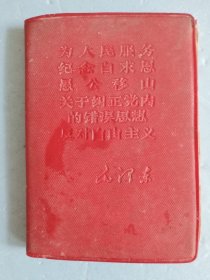 为人民服务
纪念白求恩
愚公移山
关于纠正党内
的错误思想
反对自由主义
毛泽东